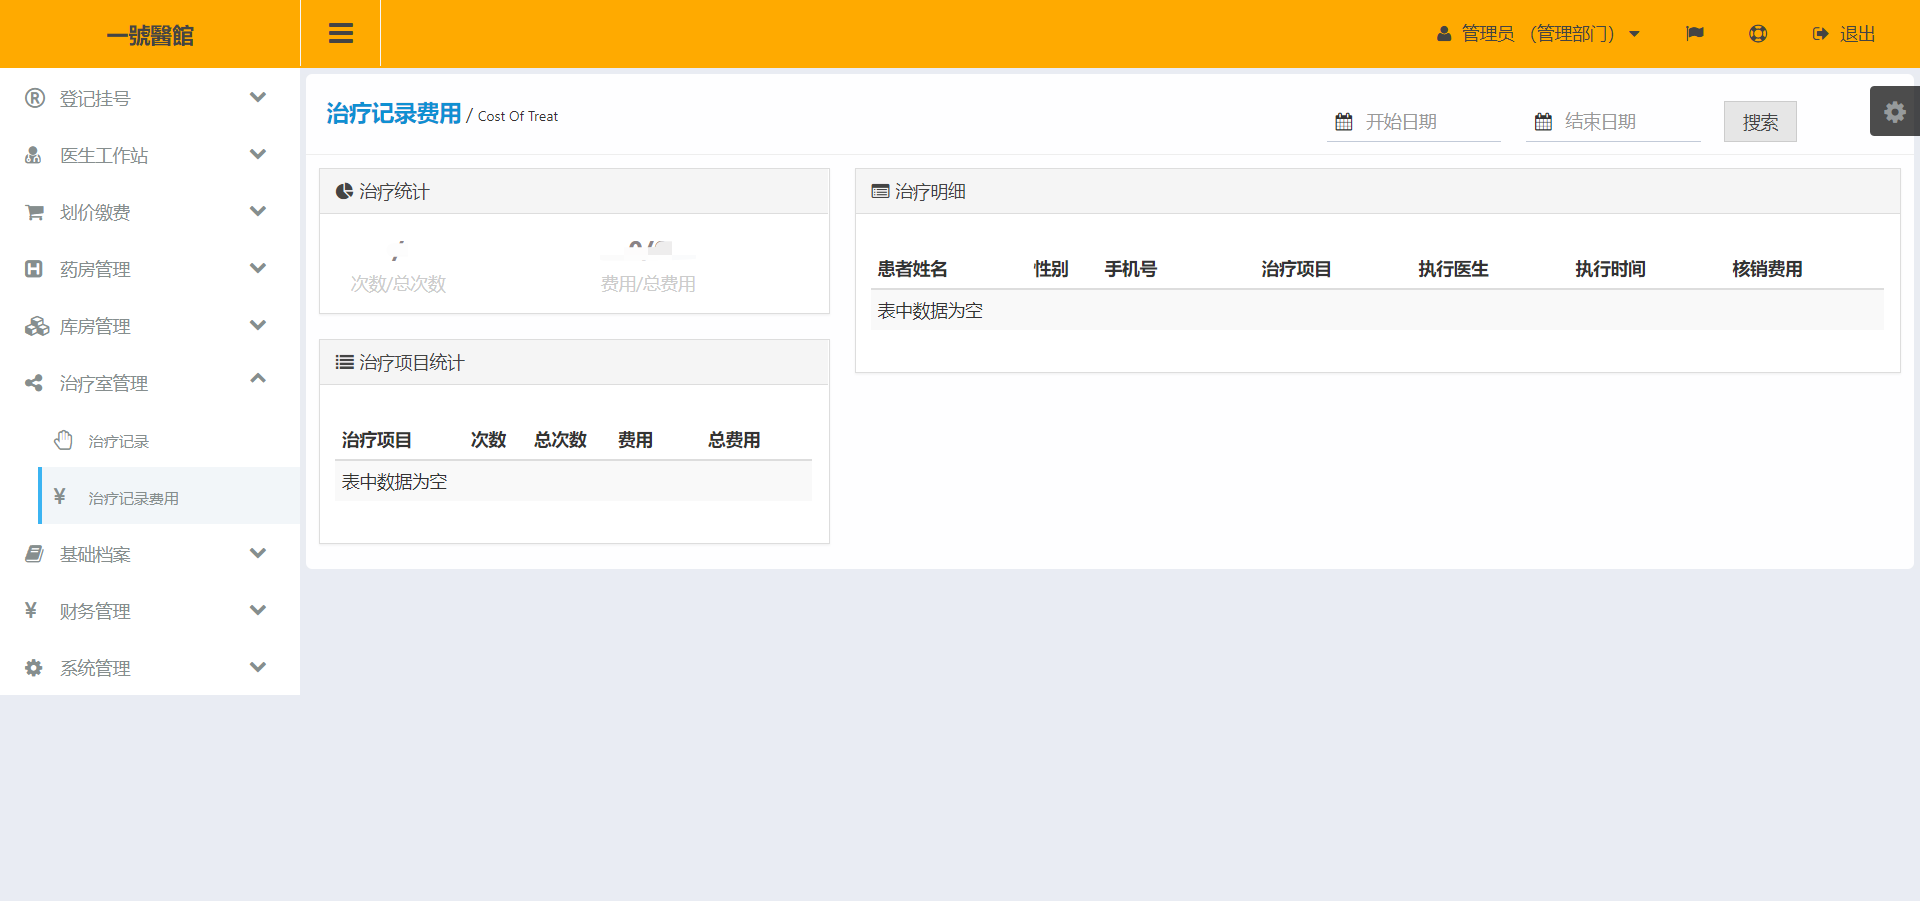 一號醫館
管理员 （管理部门）
退出
登记挂号
医生工作站
划价缴费
药房管理
库房管理
治疗室管理
治疗记录
¥ 治疗记录费用
基础档案
¥ 财务管理
系统管理
治疗记录费用 / Cost Of Treat
开始日期
结束日期
搜索
治疗统计
次数/总次数
费用/总费用
治疗项目统计
治疗项目 次数 总次数 费用 总费用
表中数据为空
治疗明细
患者姓名 性别 手机号 治疗项目 执行医生 执行时间 核销费用
表中数据为空